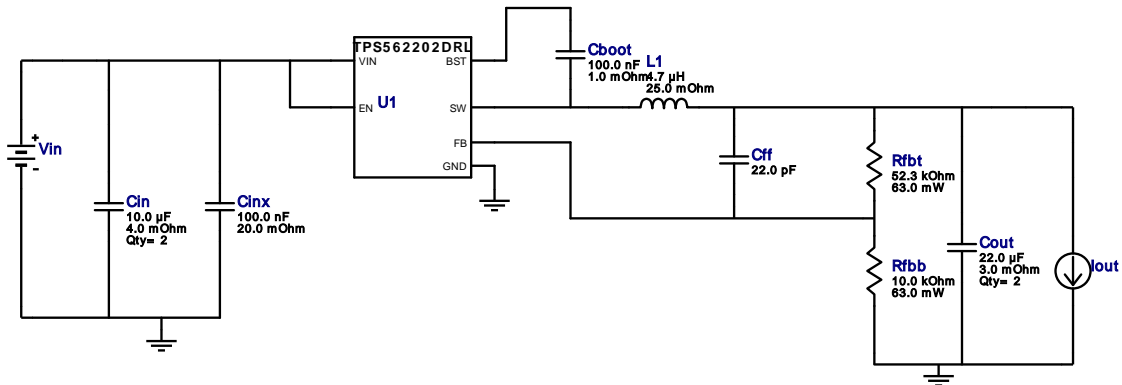 TPS562202DRL
VIN
BST
EN
U1
SW
FB
GND
Cboot
100.0 nF
1.0 mOhm
L1
4.7 µH
25.0 mOhm
+
Vin
-
Cin
10.0 µF
4.0 mOhm
Qty= 2
Cinx
100.0 nF
20.0 mOhm
Cff
22.0 pF
Rfbt
52.3 kOhm
63.0 mW
Rfbb
10.0 kOhm
63.0 mW
Cout
22.0 µF
3.0 mOhm
Qty= 2
Iout